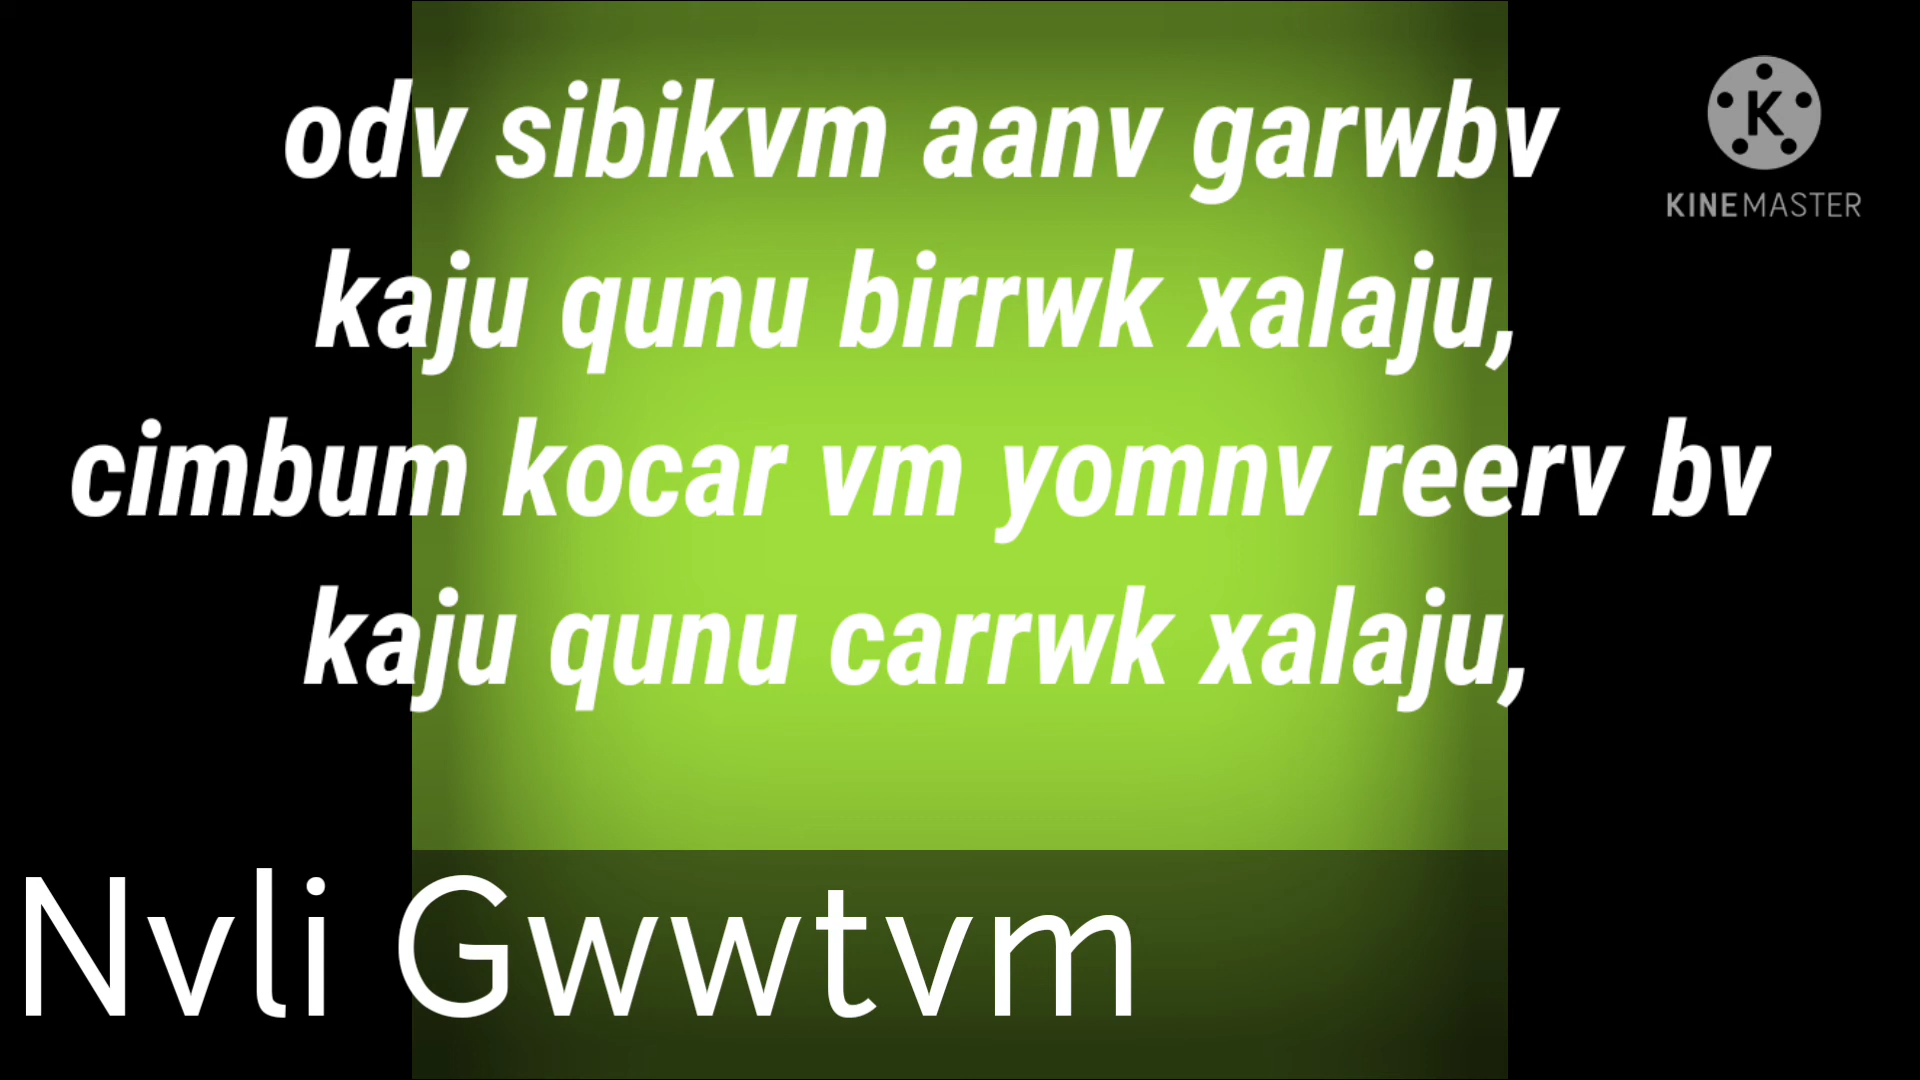 odv sibikvm aanv garwbv
kaju qunu birrwk xalaju,
cimbum kocar vm yomnv reerv bv
kaju qunu carrwk xalaju,
K
KINEMASTER
Nvli Gwwtvm